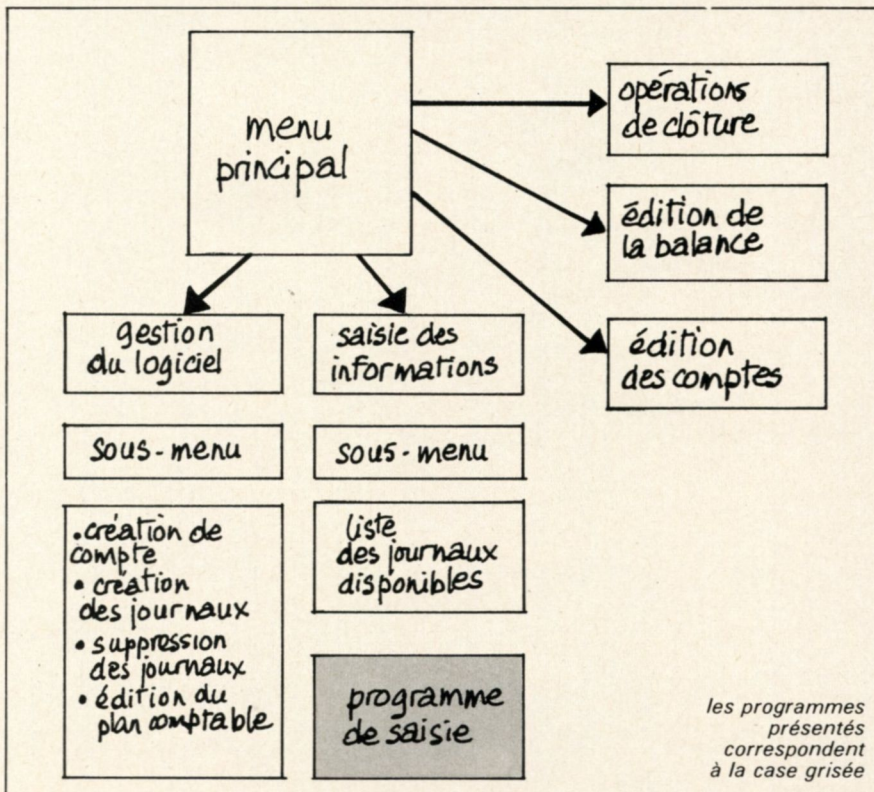 menu
principal
opérations
de clôture
édition de
la balance
édition
des comptes
gestion
du logiciel
sous-menu
• création de
compte
• création
des journaux
• suppression
des journaux
• édition du
plan comptable
saisie des
informations
sous-menu
liste
des journaux
disponibles
programme
de saisie
les programmes
présentés
correspondent
à la case grisée